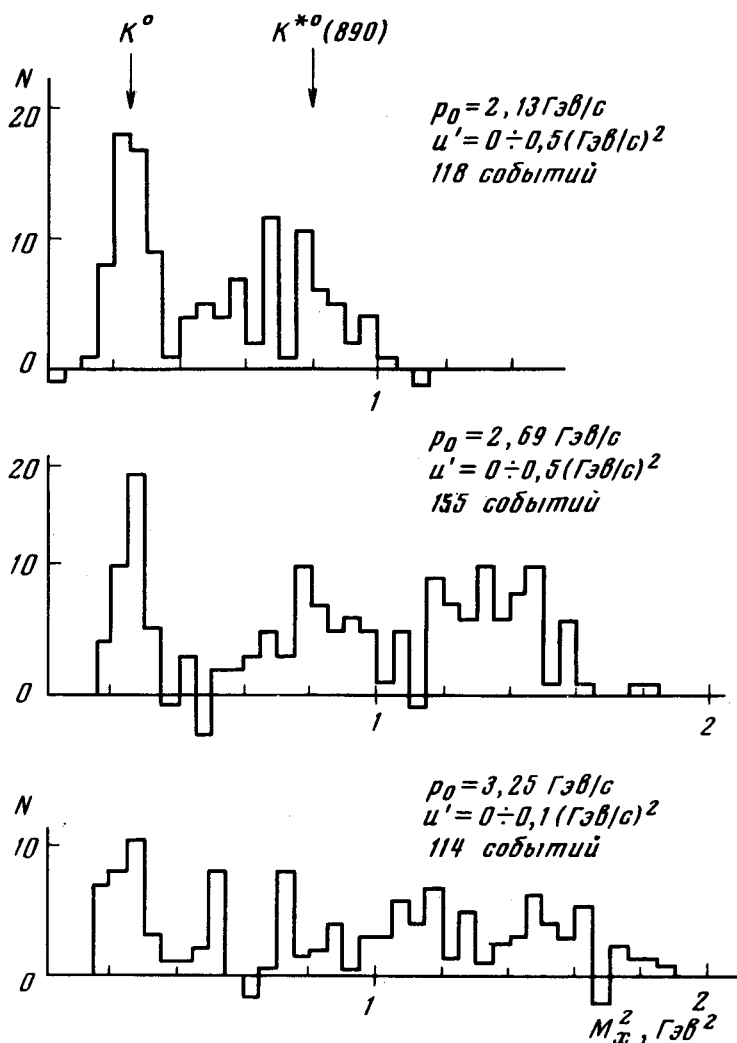 K° K*°(890)
N
p₀ = 2,13 Гэв/с
20
u' = 0÷0,5(Гэв/с)²
118 событий
10
0
1
p₀ = 2,69 Гэв/с
20
u' = 0÷0,5(Гэв/с)²
155 событий
10
0
1 2
N
p₀ = 3,25 Гэв/с
u' = 0÷0,1(Гэв/с)²
10
114 событий
0
1 2
M²ₓ, Гэв²